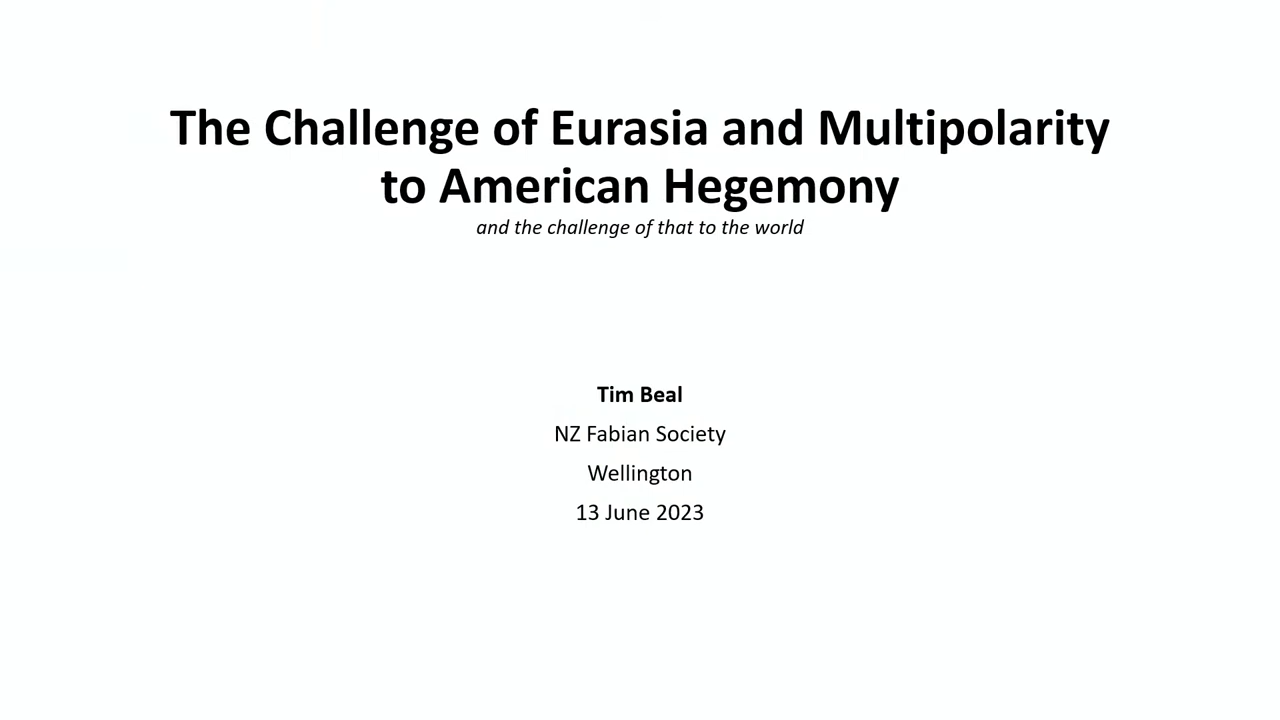 The Challenge of Eurasia and Multipolarity
to American Hegemony
and the challenge of that to the world
Tim Beal
NZ Fabian Society
Wellington
13 June 2023